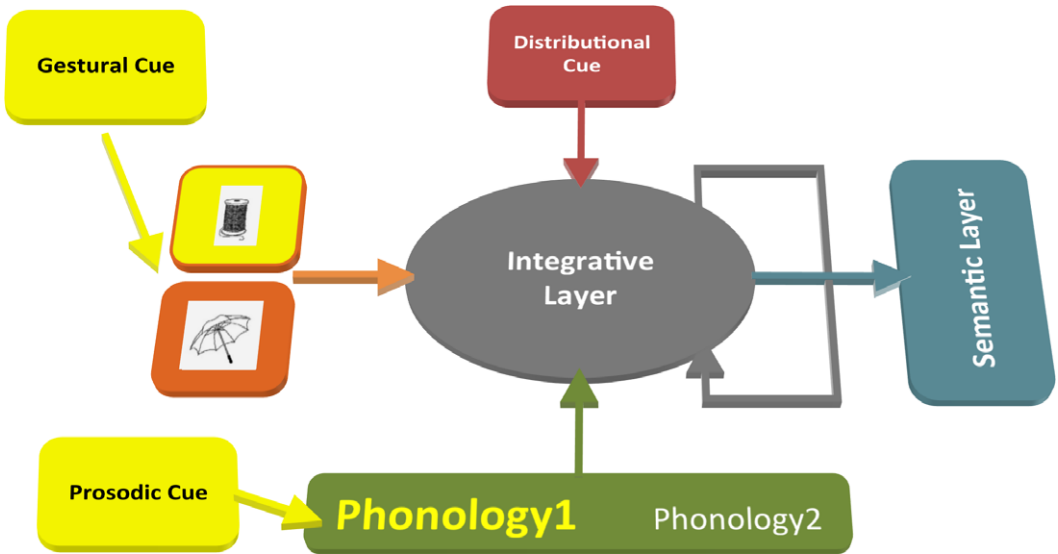 Gestural Cue
Distributional
Cue
Integrative
Layer
Semantic Layer
Prosodic Cue
Phonology1
Phonology2